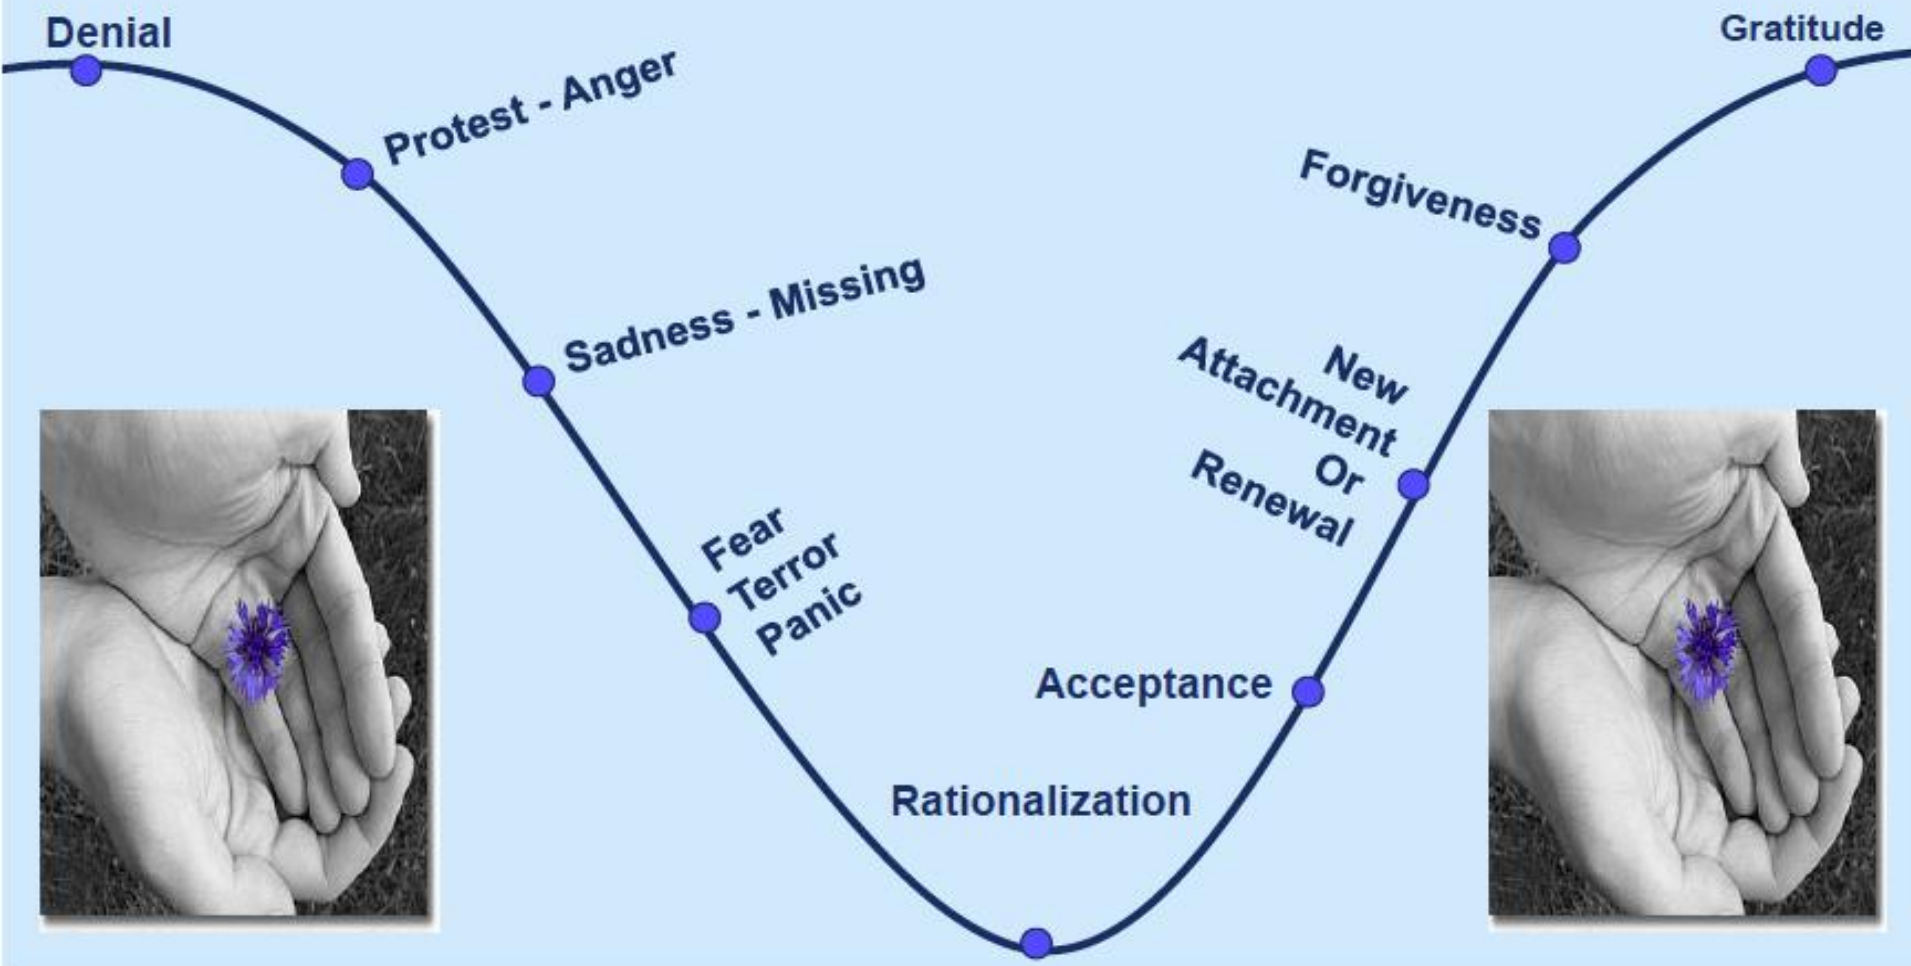 Denial
Protest - Anger
Sadness - Missing
Fear
Terror
Panic
Rationalization
Acceptance
New
Attachment
Or
Renewal
Forgiveness
Gratitude